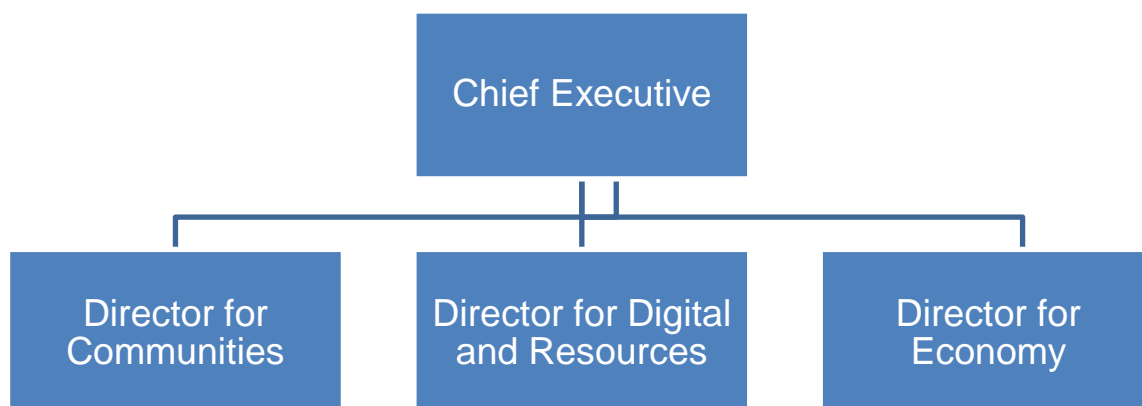 Chief Executive
Director for
Communities
Director for Digital
and Resources
Director for
Economy